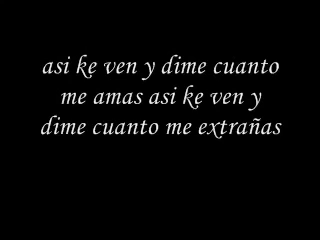 asi ke ven y dime cuanto
me amas asi ke ven y
dime cuanto me extrañas